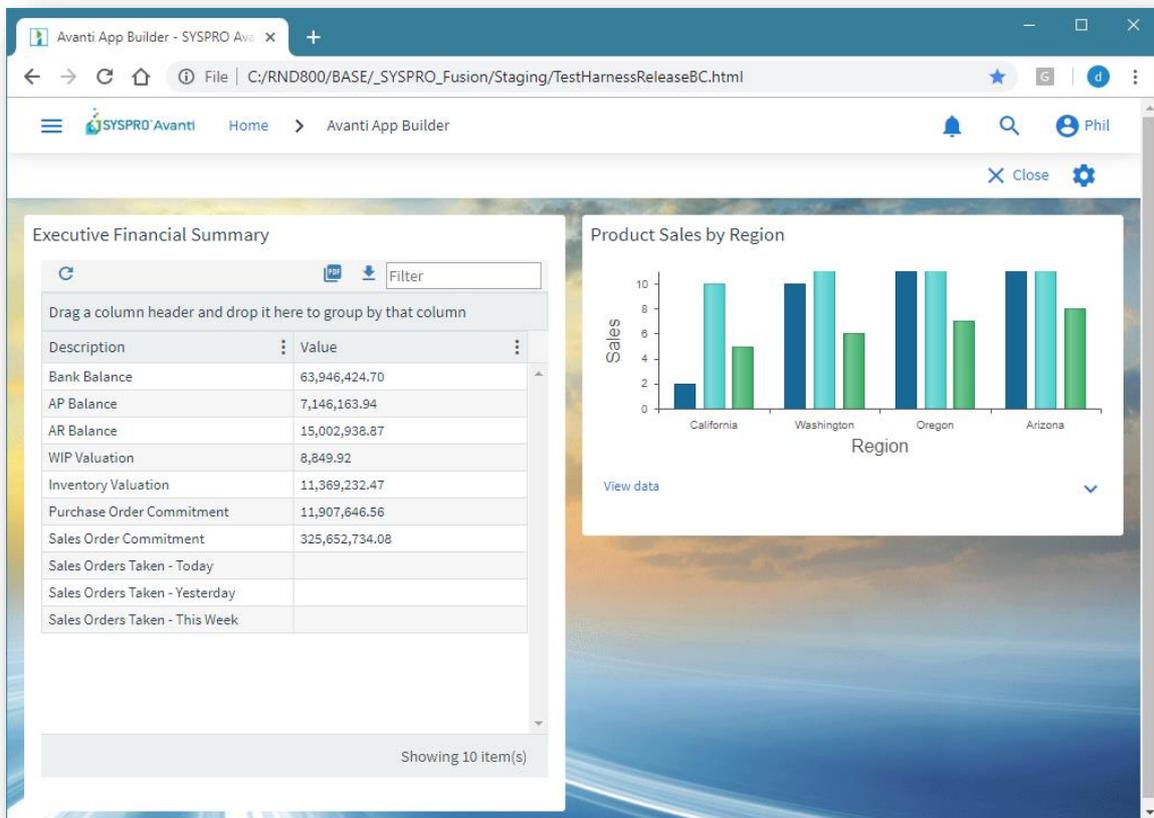 Avanti App Builder - SYSPRO Ava
File | C:/RND800/BASE/_SYSPRO_Fusion/Staging/TestHarnessReleaseBC.html
G
d
SYSPRO Avanti
Home
Avanti App Builder
Phil
Close
Executive Financial Summary
PDF
Filter
Drag a column header and drop it here to group by that column
Description Value
Bank Balance 63,946,424.70
AP Balance 7,146,163.94
AR Balance 15,002,938.87
WIP Valuation 8,849.92
Inventory Valuation 11,369,232.47
Purchase Order Commitment 11,907,646.56
Sales Order Commitment 325,652,734.08
Sales Orders Taken - Today
Sales Orders Taken - Yesterday
Sales Orders Taken - This Week
Showing 10 item(s)
Product Sales by Region
Sales
10
8
6
4
2
0
California Washington Oregon Arizona
Region
View data